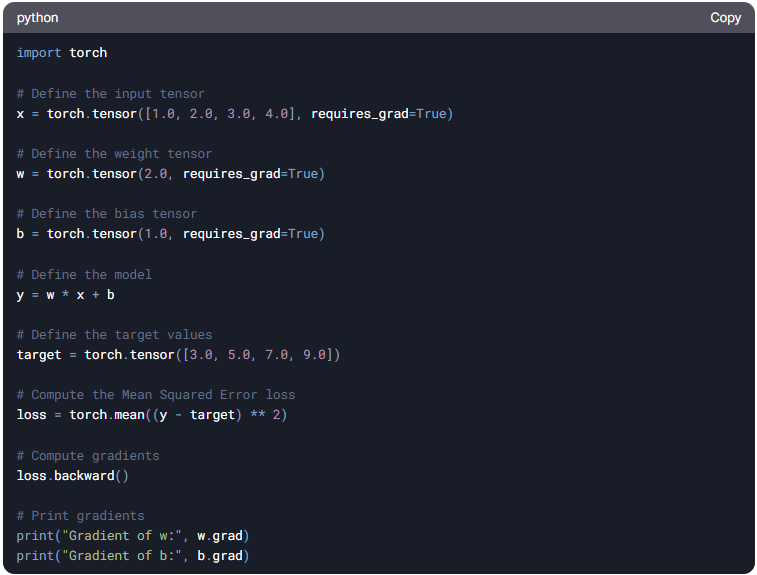 python
Copy
import torch
# Define the input tensor
x = torch.tensor([1.0, 2.0, 3.0, 4.0], requires_grad=True)
# Define the weight tensor
w = torch.tensor(2.0, requires_grad=True)
# Define the bias tensor
b = torch.tensor(1.0, requires_grad=True)
# Define the model
y = w * x + b
# Define the target values
target = torch.tensor([3.0, 5.0, 7.0, 9.0])
# Compute the Mean Squared Error loss
loss = torch.mean((y - target) ** 2)
# Compute gradients
loss.backward()
# Print gradients
print("Gradient of w:", w.grad)
print("Gradient of b:", b.grad)